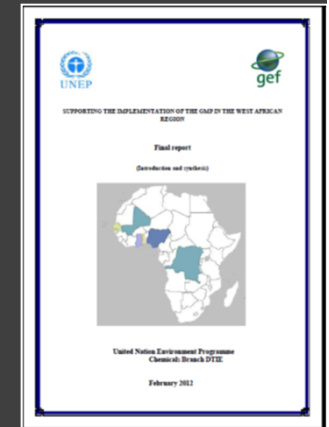 UNEP
gef
SUPPORTING THE IMPLEMENTATION OF THE GMP IN THE WEST AFRICAN
REGION
Final report
(Introduction and synthesis)
United Nation Environment Programme
Chemicals Branch DTIE
February 2012